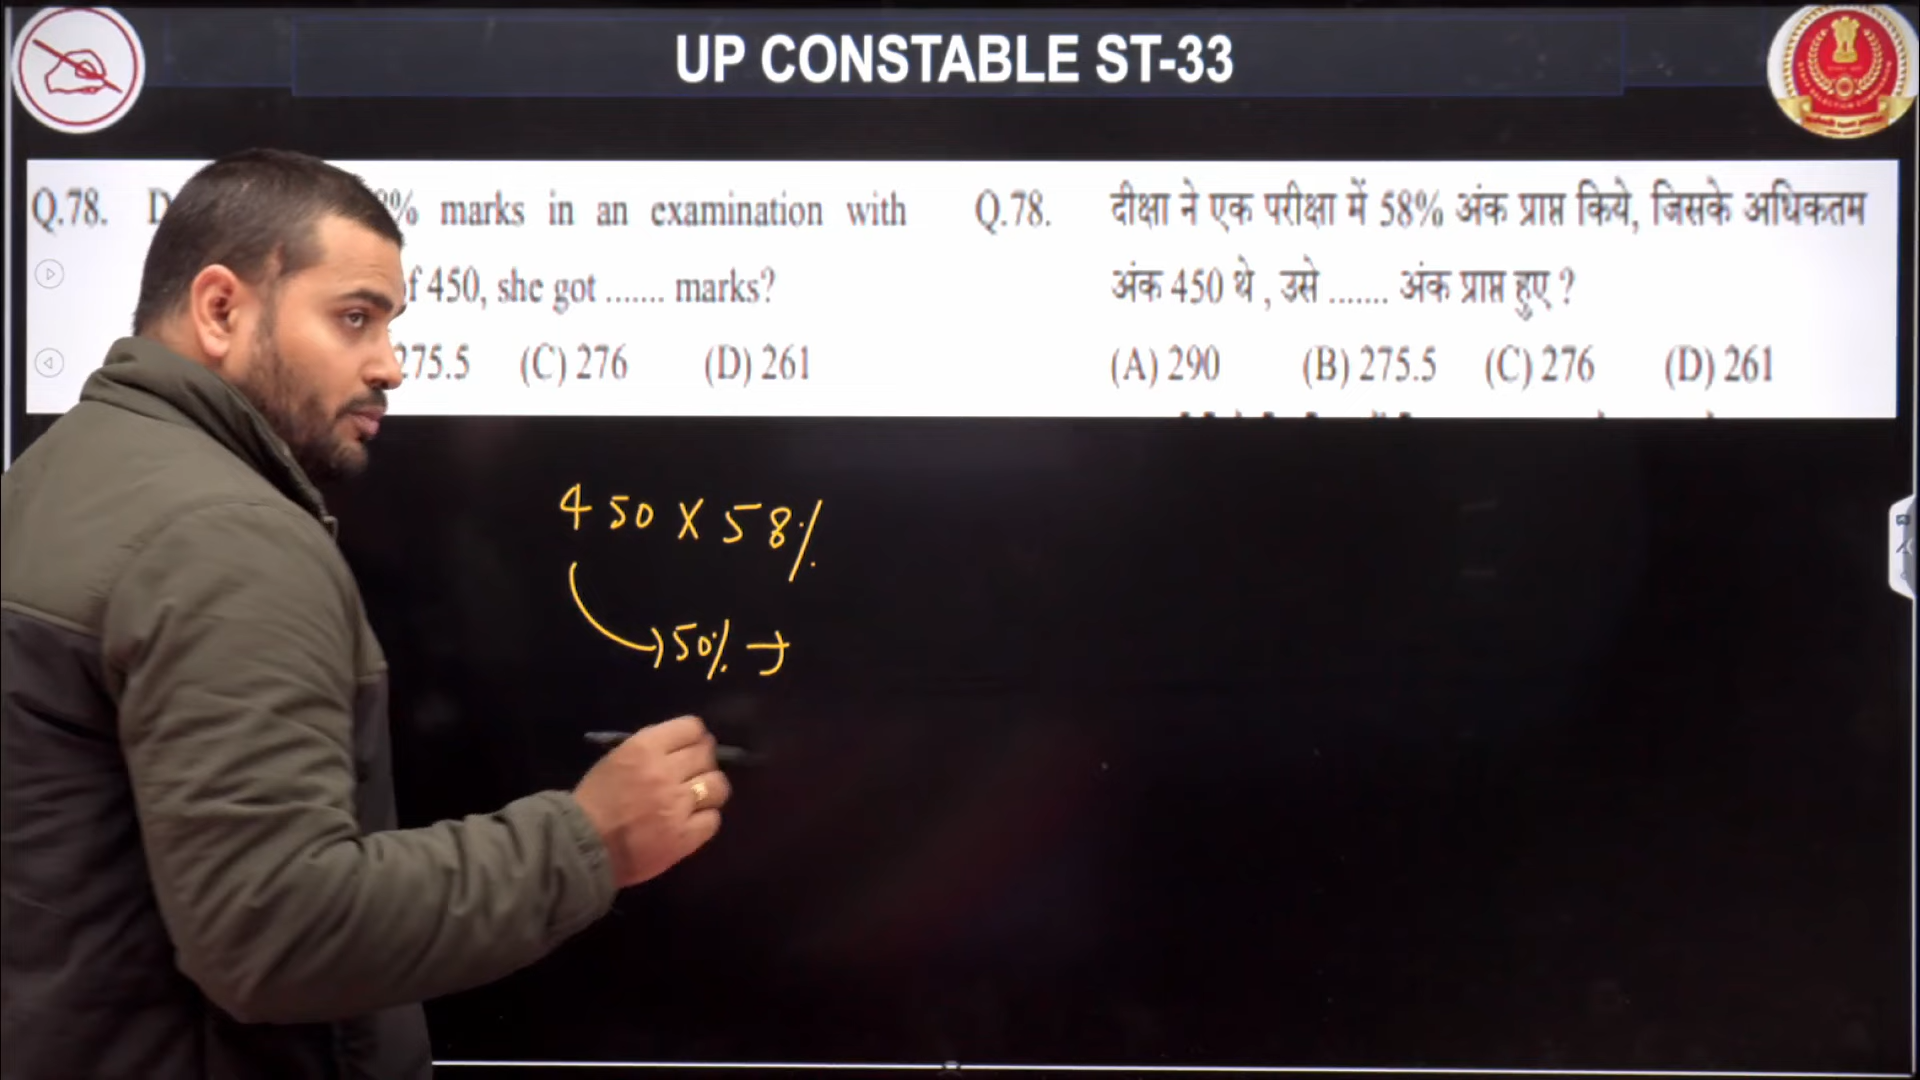 UP CONSTABLE ST-33
Q.78. % marks in an examination with
450, she got ....... marks?
275.5 (C) 276 (D) 261
Q.78. दीक्षा ने एक परीक्षा में 58% अंक प्राप्त किये, जिसके अधिकतम
अंक 450 थे , उसे ....... अंक प्राप्त हुए ?
(A) 290 (B) 275.5 (C) 276 (D) 261
450 X 58%
50% →